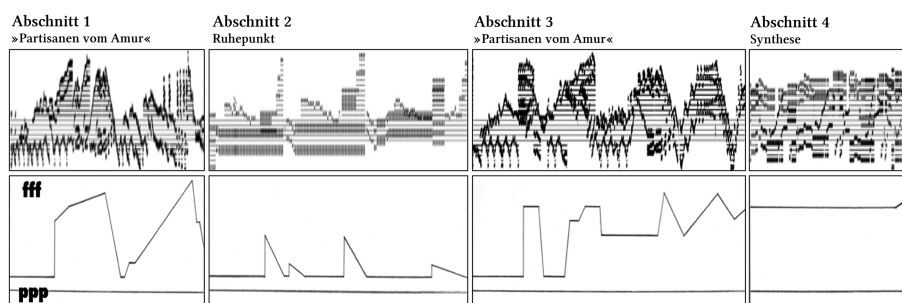 Abschnitt 1
»Partisanen vom Amur«
Abschnitt 2
Ruhepunkt
Abschnitt 3
»Partisanen vom Amur«
Abschnitt 4
Synthese
fff
ppp